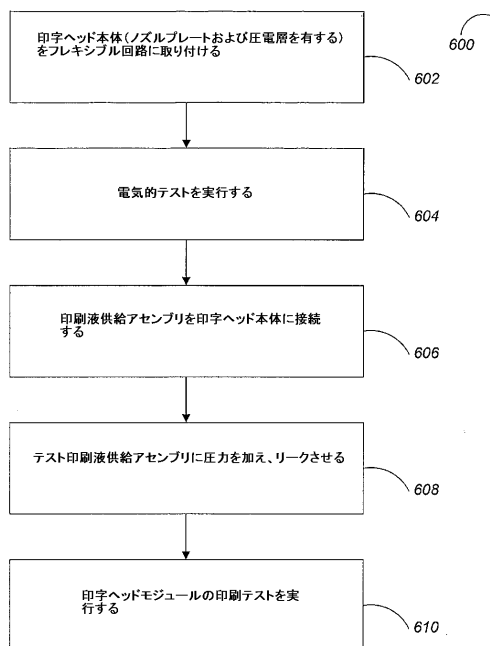 600
印字ヘッド本体(ノズルプレートおよび圧電層を有する)
をフレキシブル回路に取り付ける
602
電気的テストを実行する
604
印刷液供給アセンブリを印字ヘッド本体に接続
する
606
テスト印刷液供給アセンブリに圧力を加え、リークさせる
608
印字ヘッドモジュールの印刷テストを実
行する
610